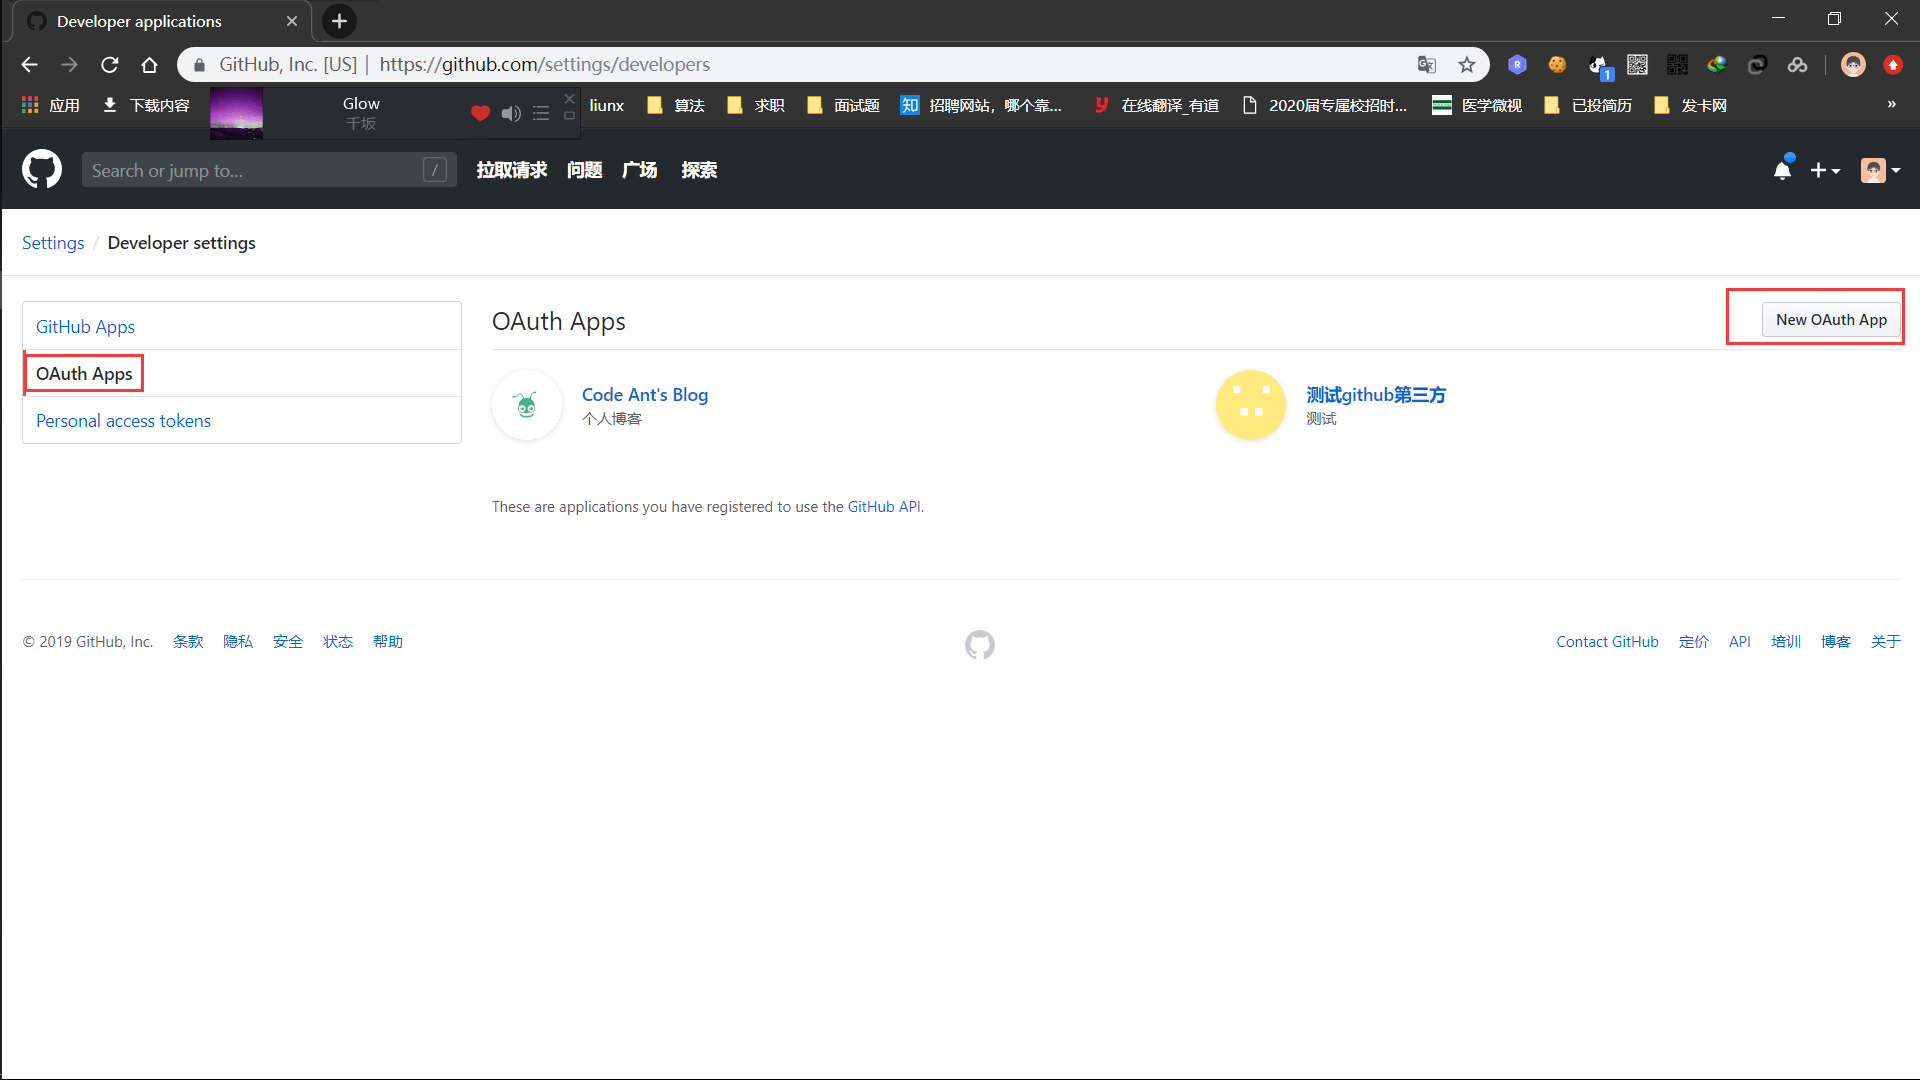 Developer applications
GitHub, Inc. [US] | https://github.com/settings/developers
应用 下载内容 Glow 千坂 liunx 算法 求职 面试题 知 招聘网站，哪个靠... 在线翻译_有道 2020届专属校招时... 医学微视 已投简历 发卡网 »
Search or jump to... / 拉取请求 问题 广场 探索
Settings / Developer settings
GitHub Apps
OAuth Apps
Personal access tokens
OAuth Apps
New OAuth App
Code Ant's Blog
个人博客
测试github第三方
测试
These are applications you have registered to use the GitHub API.
© 2019 GitHub, Inc. 条款 隐私 安全 状态 帮助
Contact GitHub 定价 API 培训 博客 关于